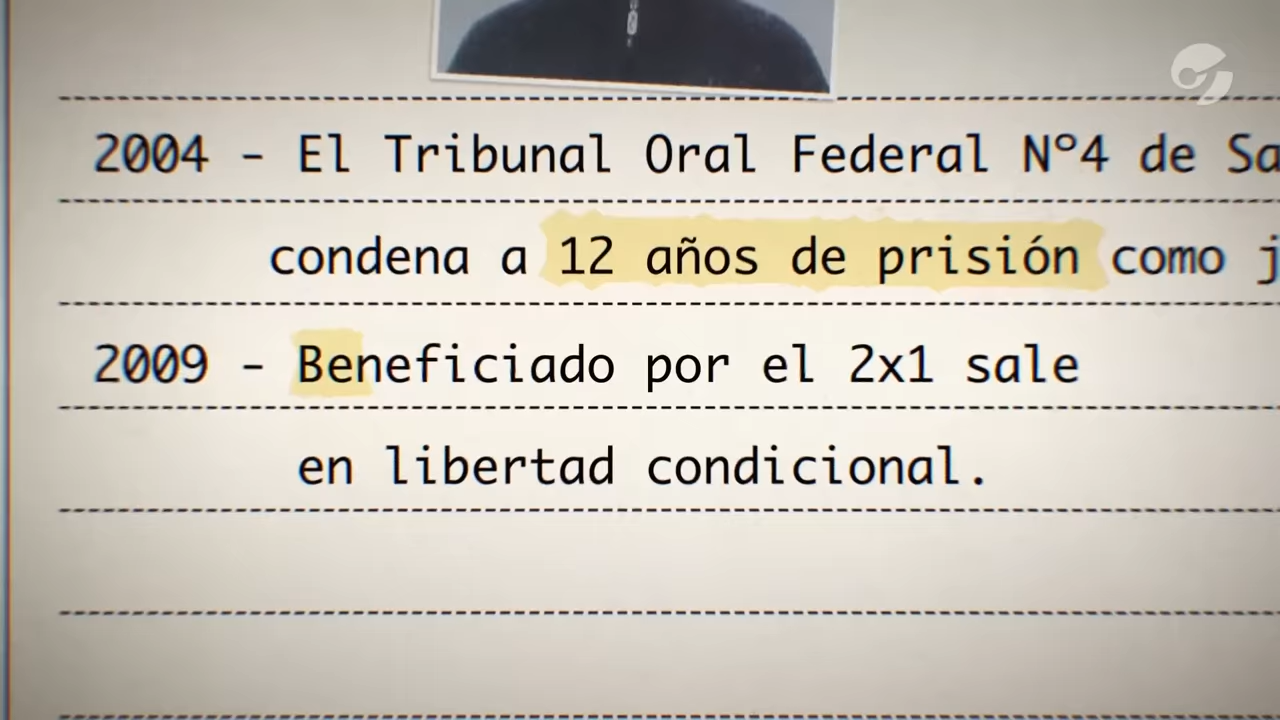 2004 - El Tribunal Oral Federal N°4 de Sa
condena a 12 años de prisión como j
2009 - Beneficiado por el 2x1 sale
en libertad condicional.